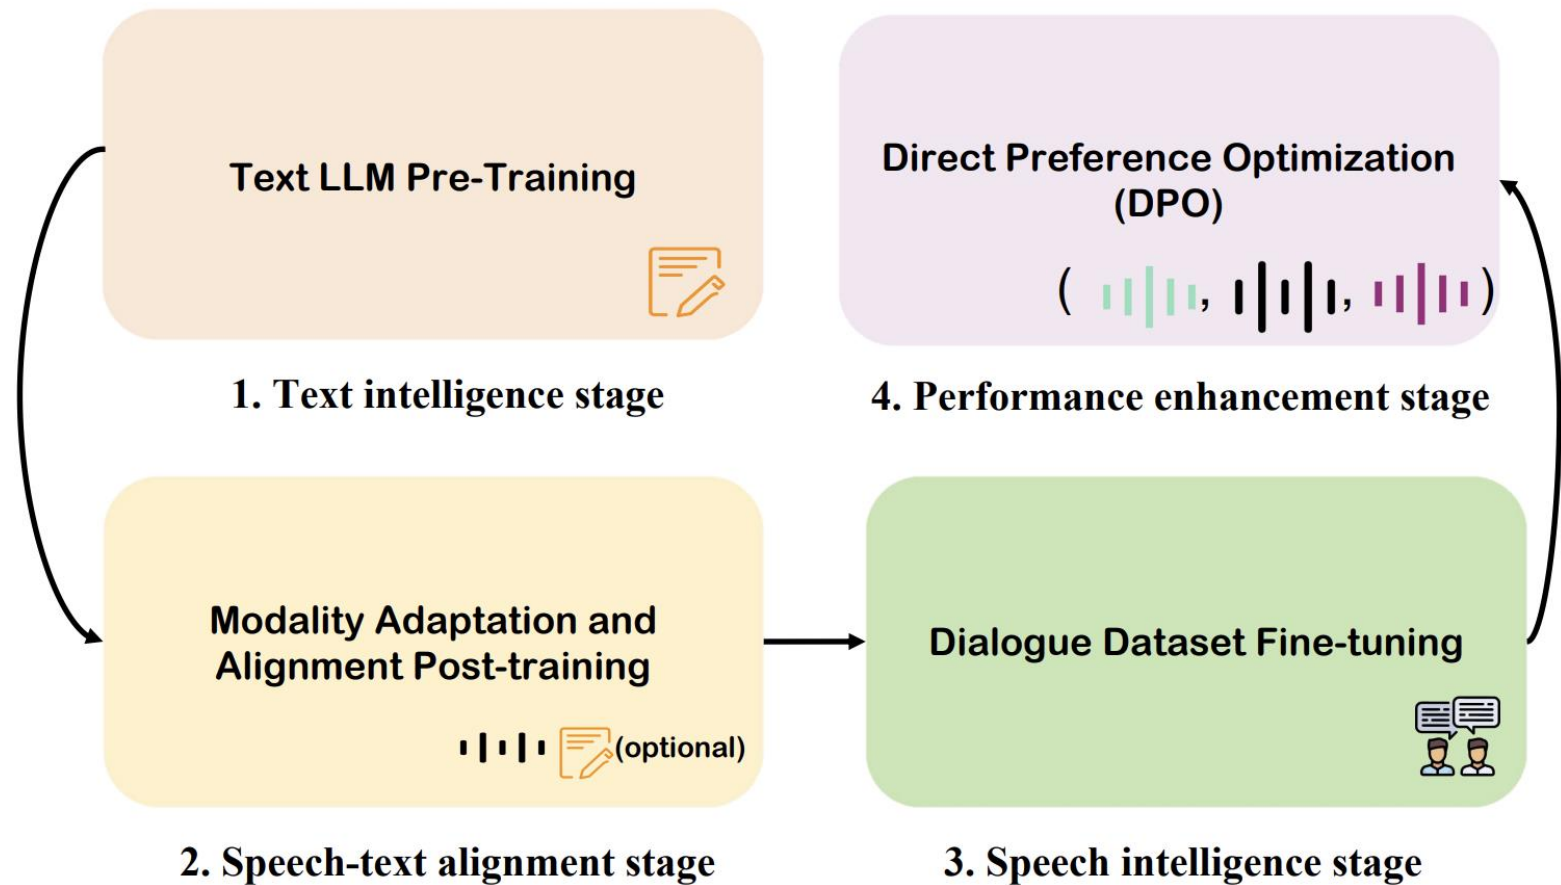 Text LLM Pre-Training
1. Text intelligence stage
Modality Adaptation and
Alignment Post-training
(optional)
2. Speech-text alignment stage
Dialogue Dataset Fine-tuning
3. Speech intelligence stage
Direct Preference Optimization
(DPO)
( , , )
4. Performance enhancement stage